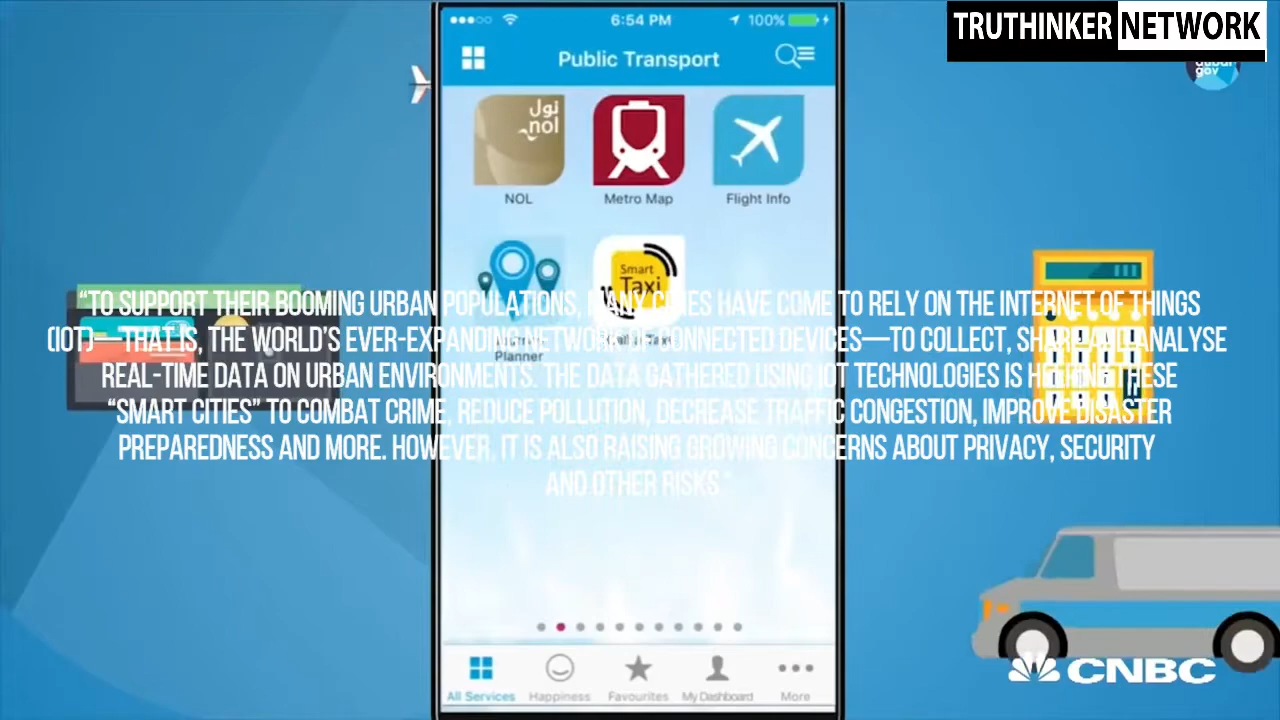 TRUTHINKER NETWORK
6:54 PM
100%
Public Transport
gov
نول
nol
NOL
Metro Map
Flight Info
Smart
Taxi
Planner
“TO SUPPORT THEIR BOOMING URBAN POPULATIONS, MANY CITIES HAVE COME TO RELY ON THE INTERNET OF THINGS
(IOT)—THAT IS, THE WORLD’S EVER-EXPANDING NETWORK OF CONNECTED DEVICES—TO COLLECT, SHARE AND ANALYSE
REAL-TIME DATA ON URBAN ENVIRONMENTS. THE DATA GATHERED USING IOT TECHNOLOGIES IS HELPING THESE
“SMART CITIES” TO COMBAT CRIME, REDUCE POLLUTION, DECREASE TRAFFIC CONGESTION, IMPROVE DISASTER
PREPAREDNESS AND MORE. HOWEVER, IT IS ALSO RAISING GROWING CONCERNS ABOUT PRIVACY, SECURITY
AND OTHER RISKS.”
All Services
Happiness
Favourites
My Dashboard
More
CNBC